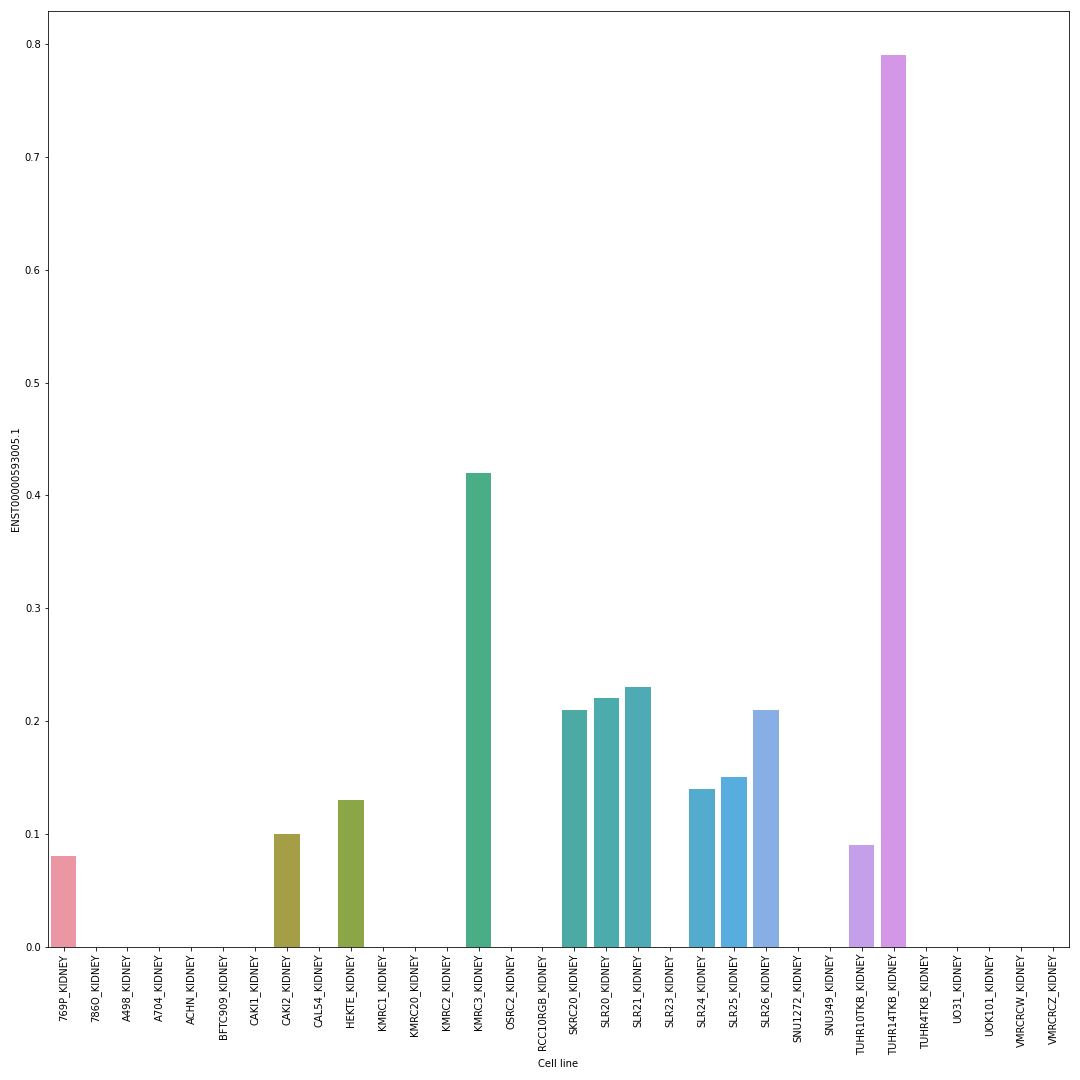 0.8
0.7
0.6
0.5
0.4
0.3
0.2
0.1
0.0
ENST00000593005.1
769P_KIDNEY
786O_KIDNEY
A498_KIDNEY
A704_KIDNEY
ACHN_KIDNEY
BFTC909_KIDNEY
CAKI1_KIDNEY
CAKI2_KIDNEY
CAL54_KIDNEY
HEKTE_KIDNEY
KMRC1_KIDNEY
KMRC20_KIDNEY
KMRC2_KIDNEY
KMRC3_KIDNEY
OSRC2_KIDNEY
RCC10RGB_KIDNEY
SKRC20_KIDNEY
SLR20_KIDNEY
SLR21_KIDNEY
SLR23_KIDNEY
SLR24_KIDNEY
SLR25_KIDNEY
SLR26_KIDNEY
SNU1272_KIDNEY
SNU349_KIDNEY
TUHR10TKB_KIDNEY
TUHR14TKB_KIDNEY
TUHR4TKB_KIDNEY
UO31_KIDNEY
UOK101_KIDNEY
VMRCRCW_KIDNEY
VMRCRCZ_KIDNEY
Cell line